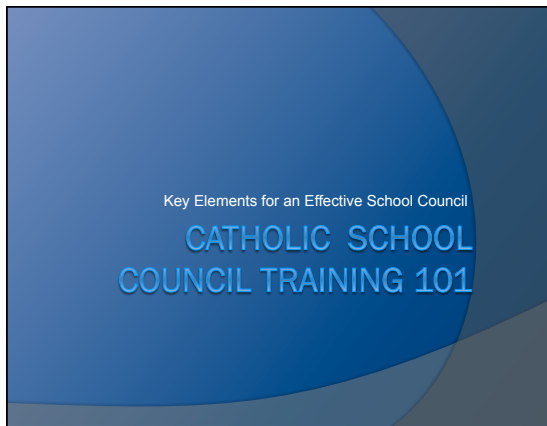 Key Elements for an Effective School Council
CATHOLIC SCHOOL
COUNCIL TRAINING 101